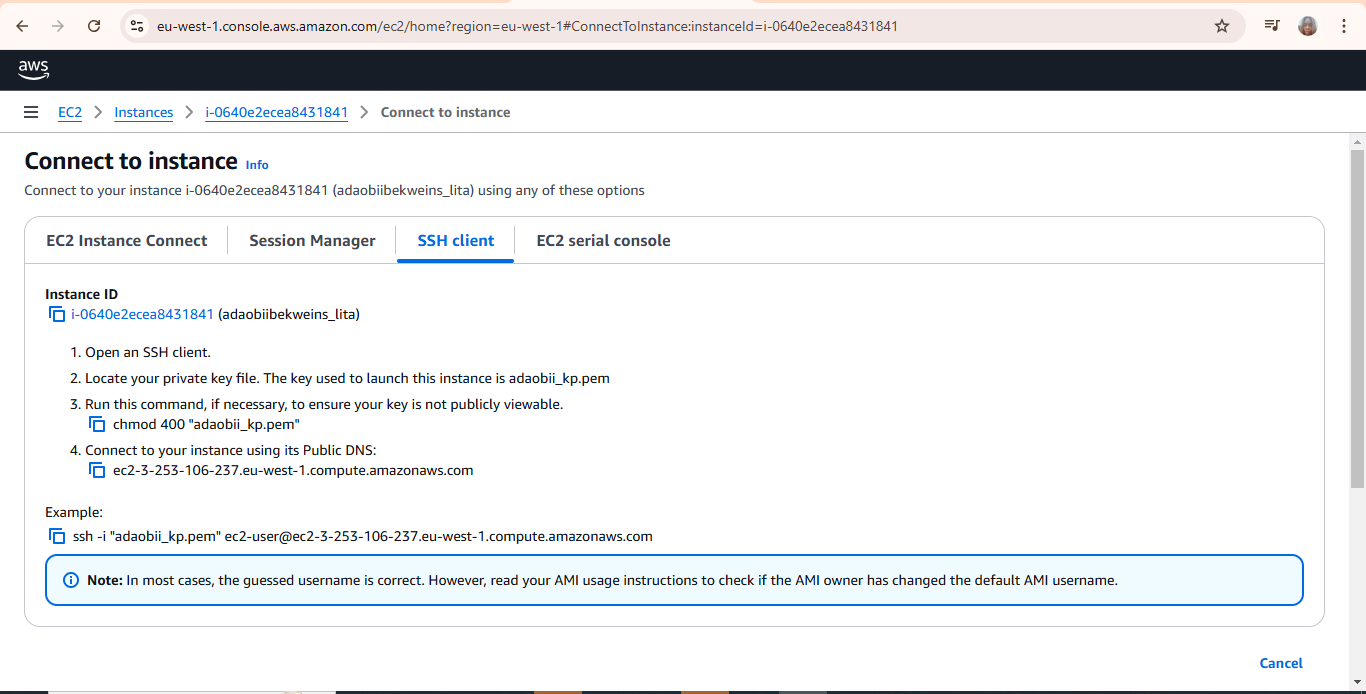 eu-west-1.console.aws.amazon.com/ec2/home?region=eu-west-1#ConnectToInstance:instanceId=i-0640e2ecea8431841
aws
EC2 > Instances > i-0640e2ecea8431841 > Connect to instance
Connect to instance Info
Connect to your instance i-0640e2ecea8431841 (adaobiibekweins_lita) using any of these options
EC2 Instance Connect Session Manager SSH client EC2 serial console
Instance ID
i-0640e2ecea8431841 (adaobiibekweins_lita)
1. Open an SSH client.
2. Locate your private key file. The key used to launch this instance is adaobii_kp.pem
3. Run this command, if necessary, to ensure your key is not publicly viewable.
chmod 400 "adaobii_kp.pem"
4. Connect to your instance using its Public DNS:
ec2-3-253-106-237.eu-west-1.compute.amazonaws.com
Example:
ssh -i "adaobii_kp.pem" ec2-user@ec2-3-253-106-237.eu-west-1.compute.amazonaws.com
Note: In most cases, the guessed username is correct. However, read your AMI usage instructions to check if the AMI owner has changed the default AMI username.
Cancel